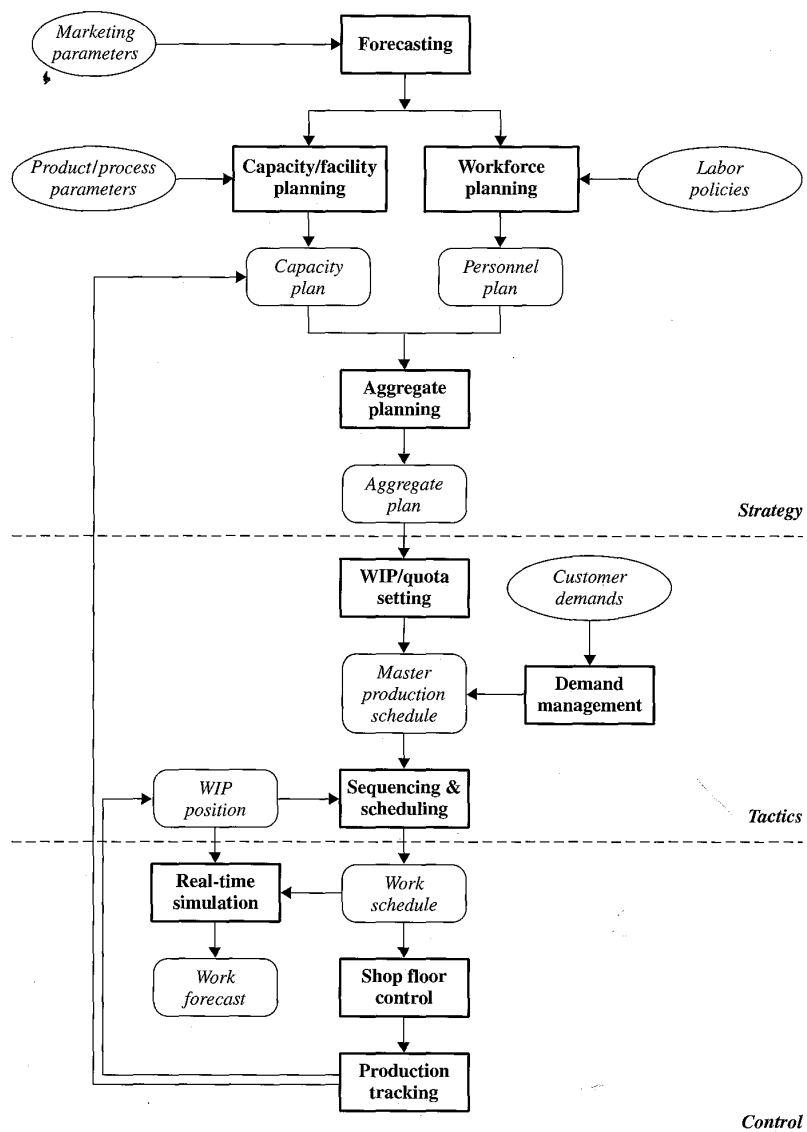 Marketing
parameters
Forecasting
Product/process
parameters
Capacity/facility
planning
Workforce
planning
Labor
policies
Capacity
plan
Personnel
plan
Aggregate
planning
Aggregate
plan
Strategy
WIP/quota
setting
Customer
demands
Master
production
schedule
Demand
management
WIP
position
Sequencing &
scheduling
Tactics
Real-time
simulation
Work
schedule
Work
forecast
Shop floor
control
Production
tracking
Control